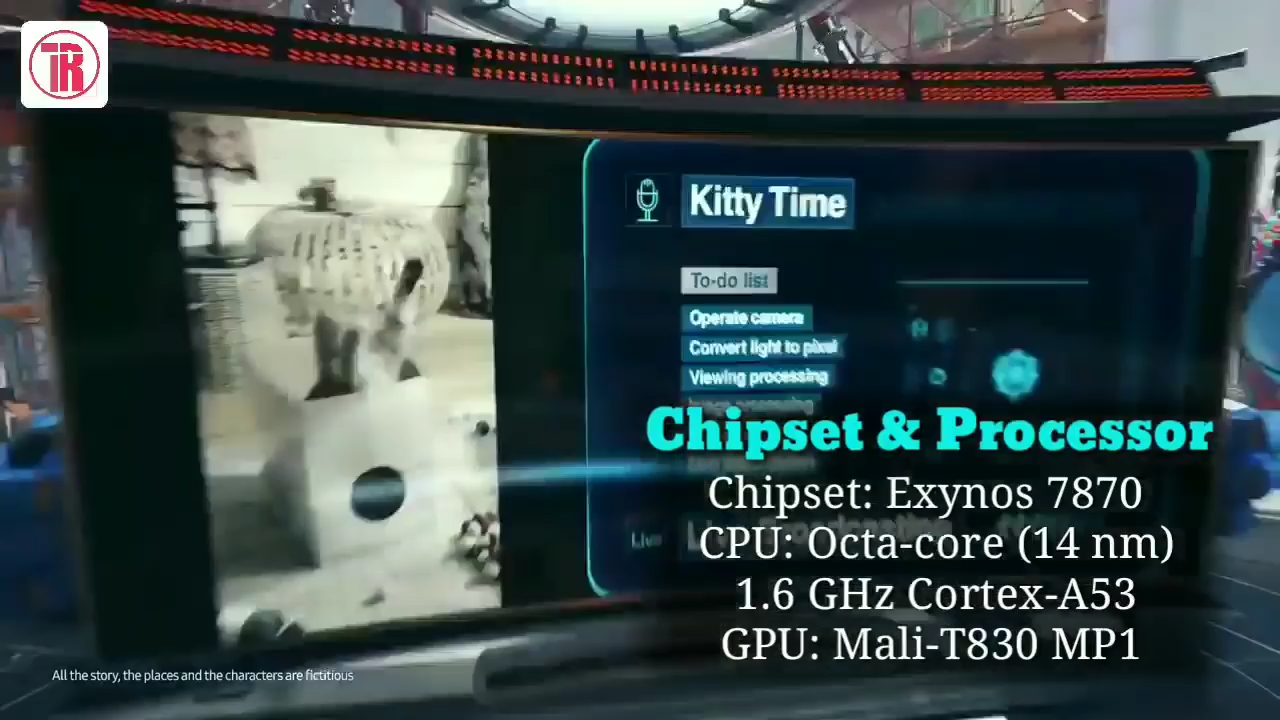 TR
Kitty Time
To-do list
Operate camera
Convert light to pixel
Viewing processing
Image processing
Chipset & Processor
Chipset: Exynos 7870
Live
CPU: Octa-core (14 nm)
1.6 GHz Cortex-A53
GPU: Mali-T830 MP1
All the story, the places and the characters are fictitious